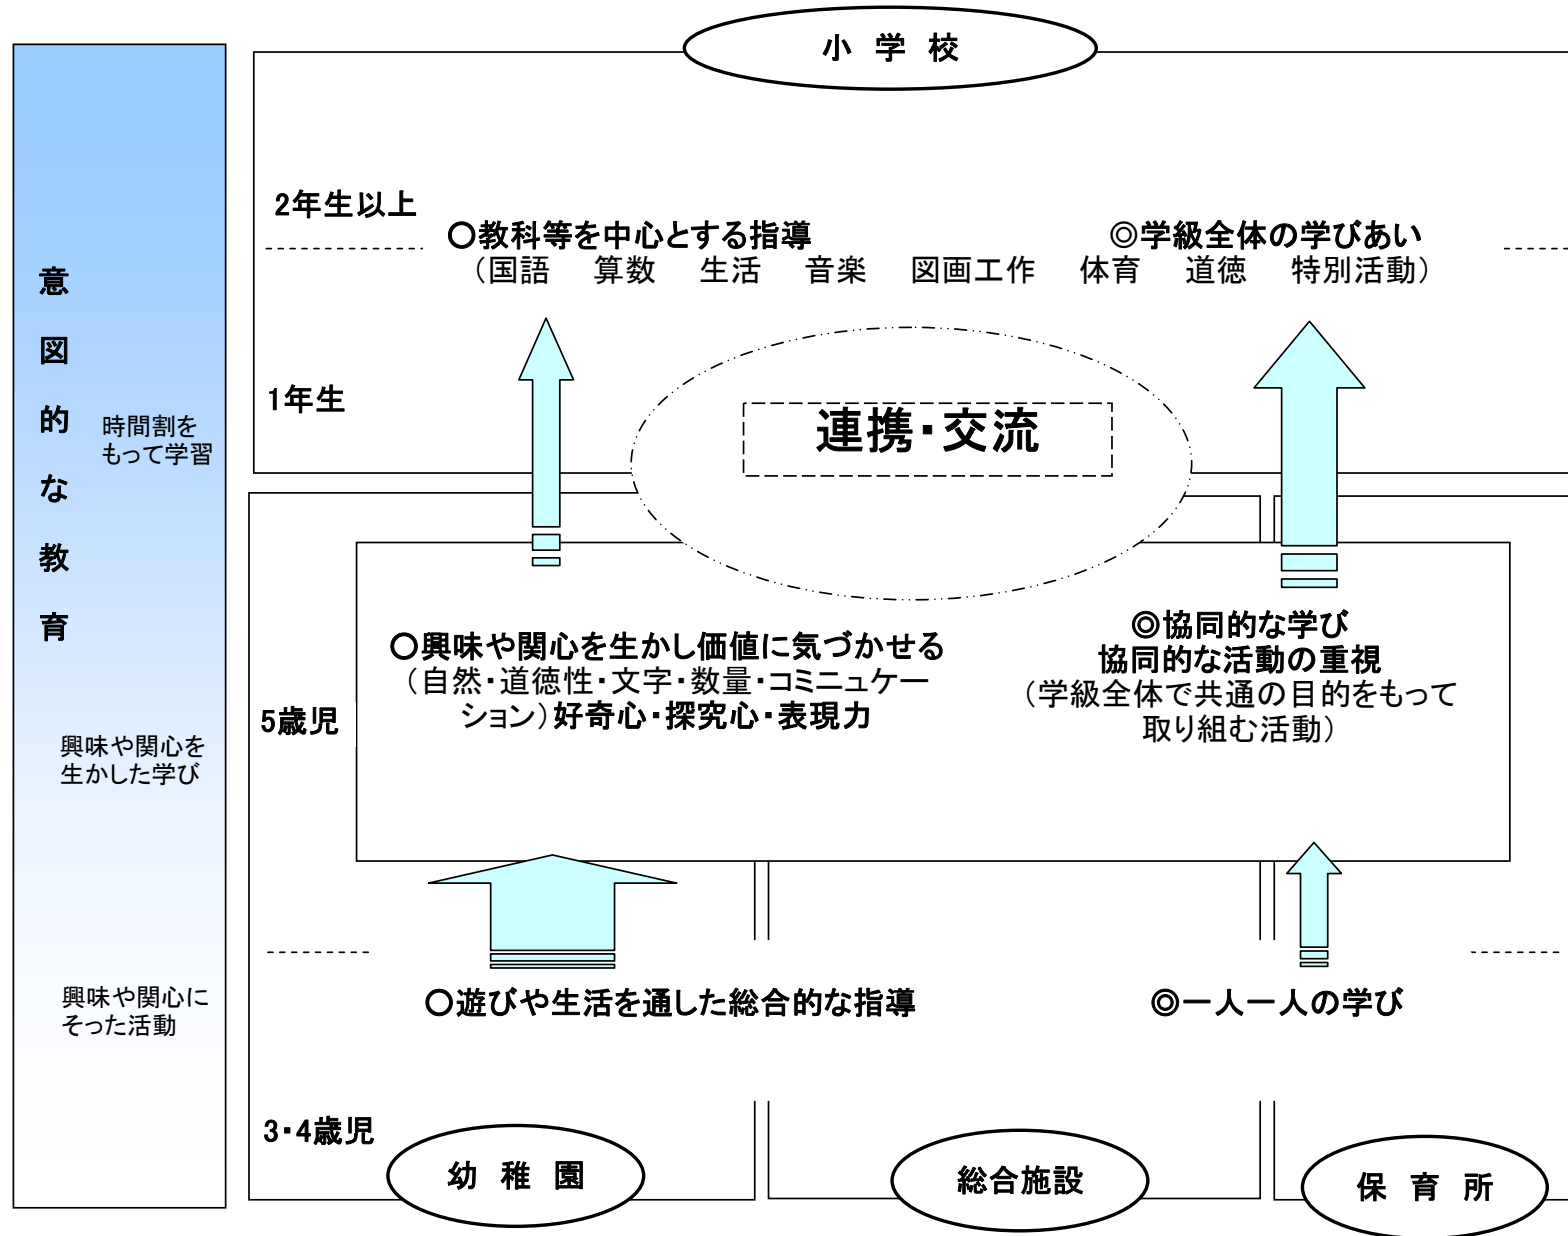 小 学 校
意図的な教育
時間割を
もって学習
興味や関心を
生かした学び
興味や関心に
そった活動
2年生以上
○教科等を中心とする指導
◎学級全体の学びあい
（国語 算数 生活 音楽 図画工作 体育 道徳 特別活動）
1年生
連携・交流
5歳児
○興味や関心を生かし価値に気づかせる
（自然・道徳性・文字・数量・コミニュケー
ション）好奇心・探究心・表現力
◎協同的な学び
協同的な活動の重視
（学級全体で共通の目的をもって
取り組む活動）
○遊びや生活を通した総合的な指導
◎一人一人の学び
3・4歳児
幼 稚 園
総合施設
保 育 所